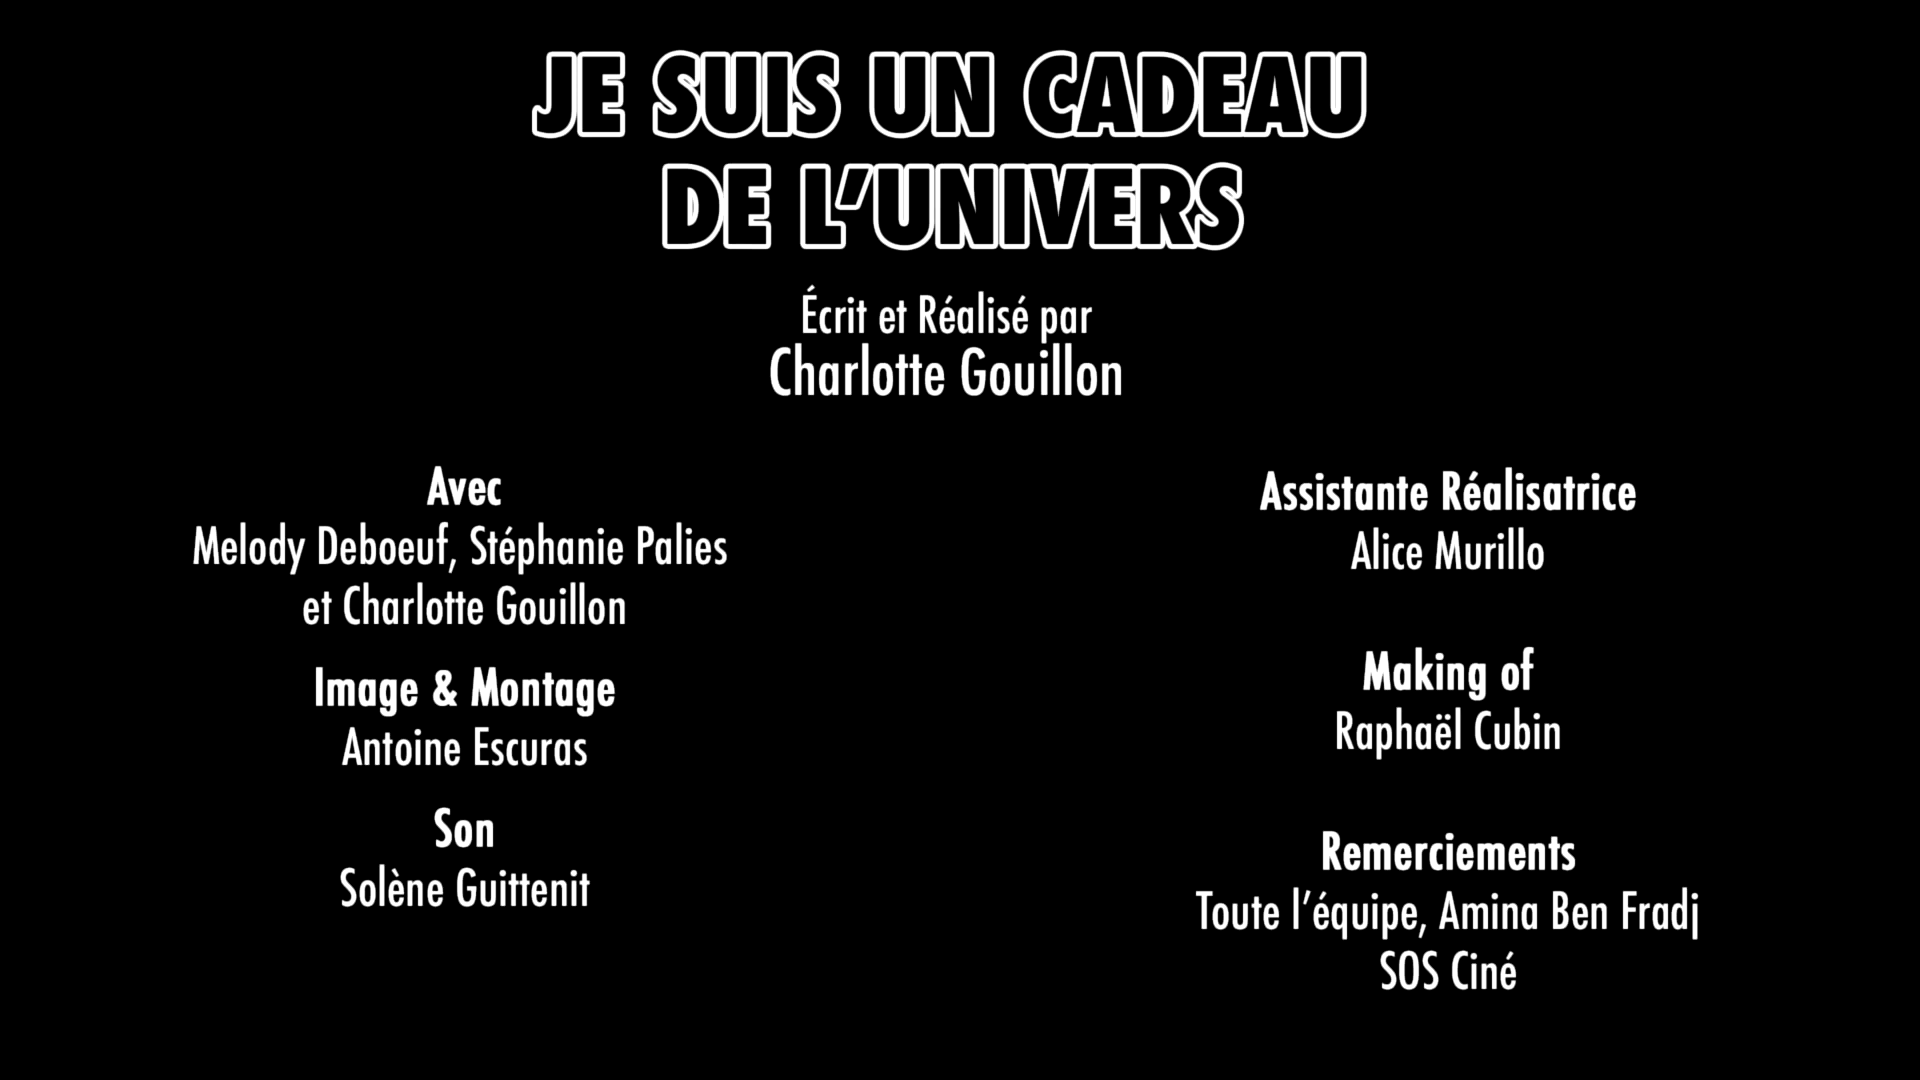 JE SUIS UN CADEAU
DE L'UNIVERS
Écrit et Réalisé par
Charlotte Gouillon
Avec
Melody Deboeuf, Stéphanie Palies
et Charlotte Gouillon
Image & Montage
Antoine Escuras
Son
Solène Guittenit
Assistante Réalisatrice
Alice Murillo
Making of
Raphaël Cubin
Remerciements
Toute l'équipe, Amina Ben Fradj
SOS Ciné